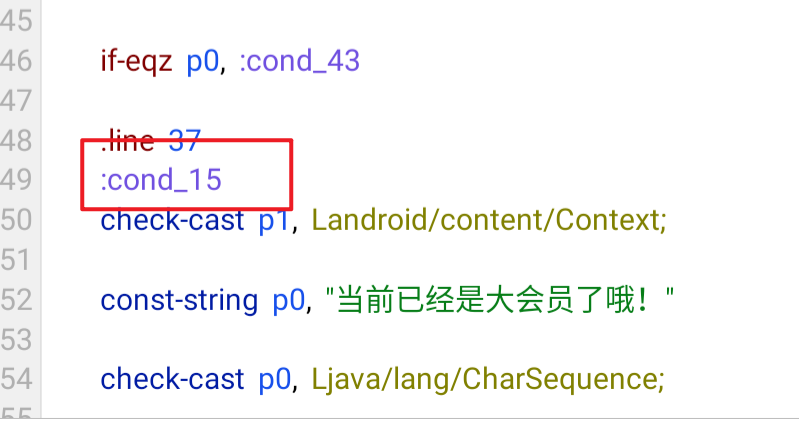 45
46 if-eqz p0, :cond_43
47
48 .line 37
49 :cond_15
50 check-cast p1, Landroid/content/Context;
51
52 const-string p0, "当前已经是大会员了哦！"
53
54 check-cast p0, Ljava/lang/CharSequence;
55